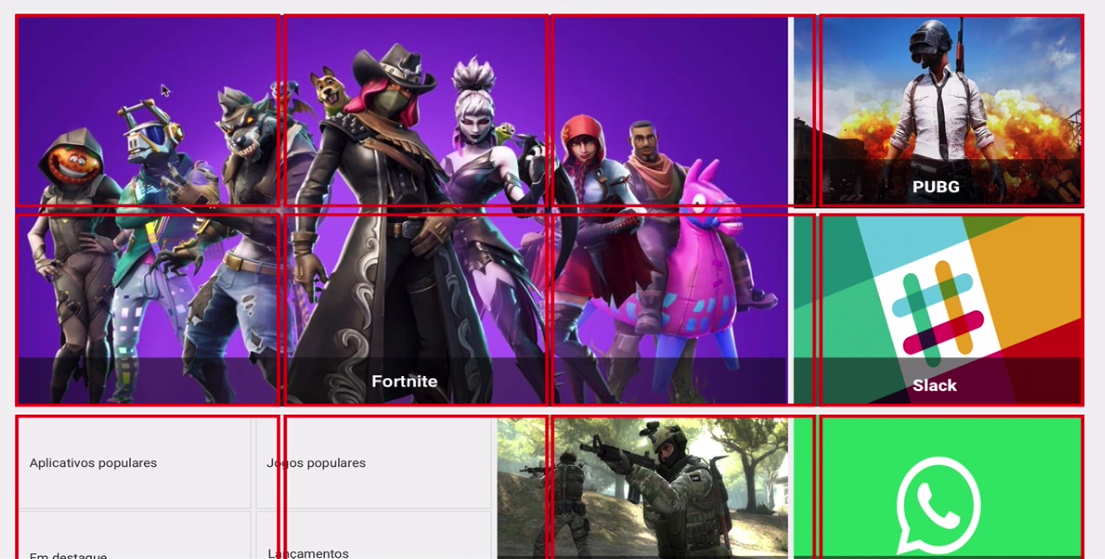 PUBG
Fortnite
Slack
Aplicativos populares
Jogos populares
Em destaque
Lançamentos